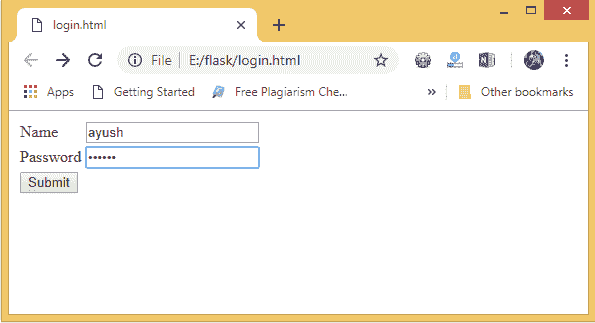 login.html
File E:/flask/login.html
Apps Getting Started Free Plagiarism Che... » Other bookmarks
Name ayush
Password ••••••
Submit